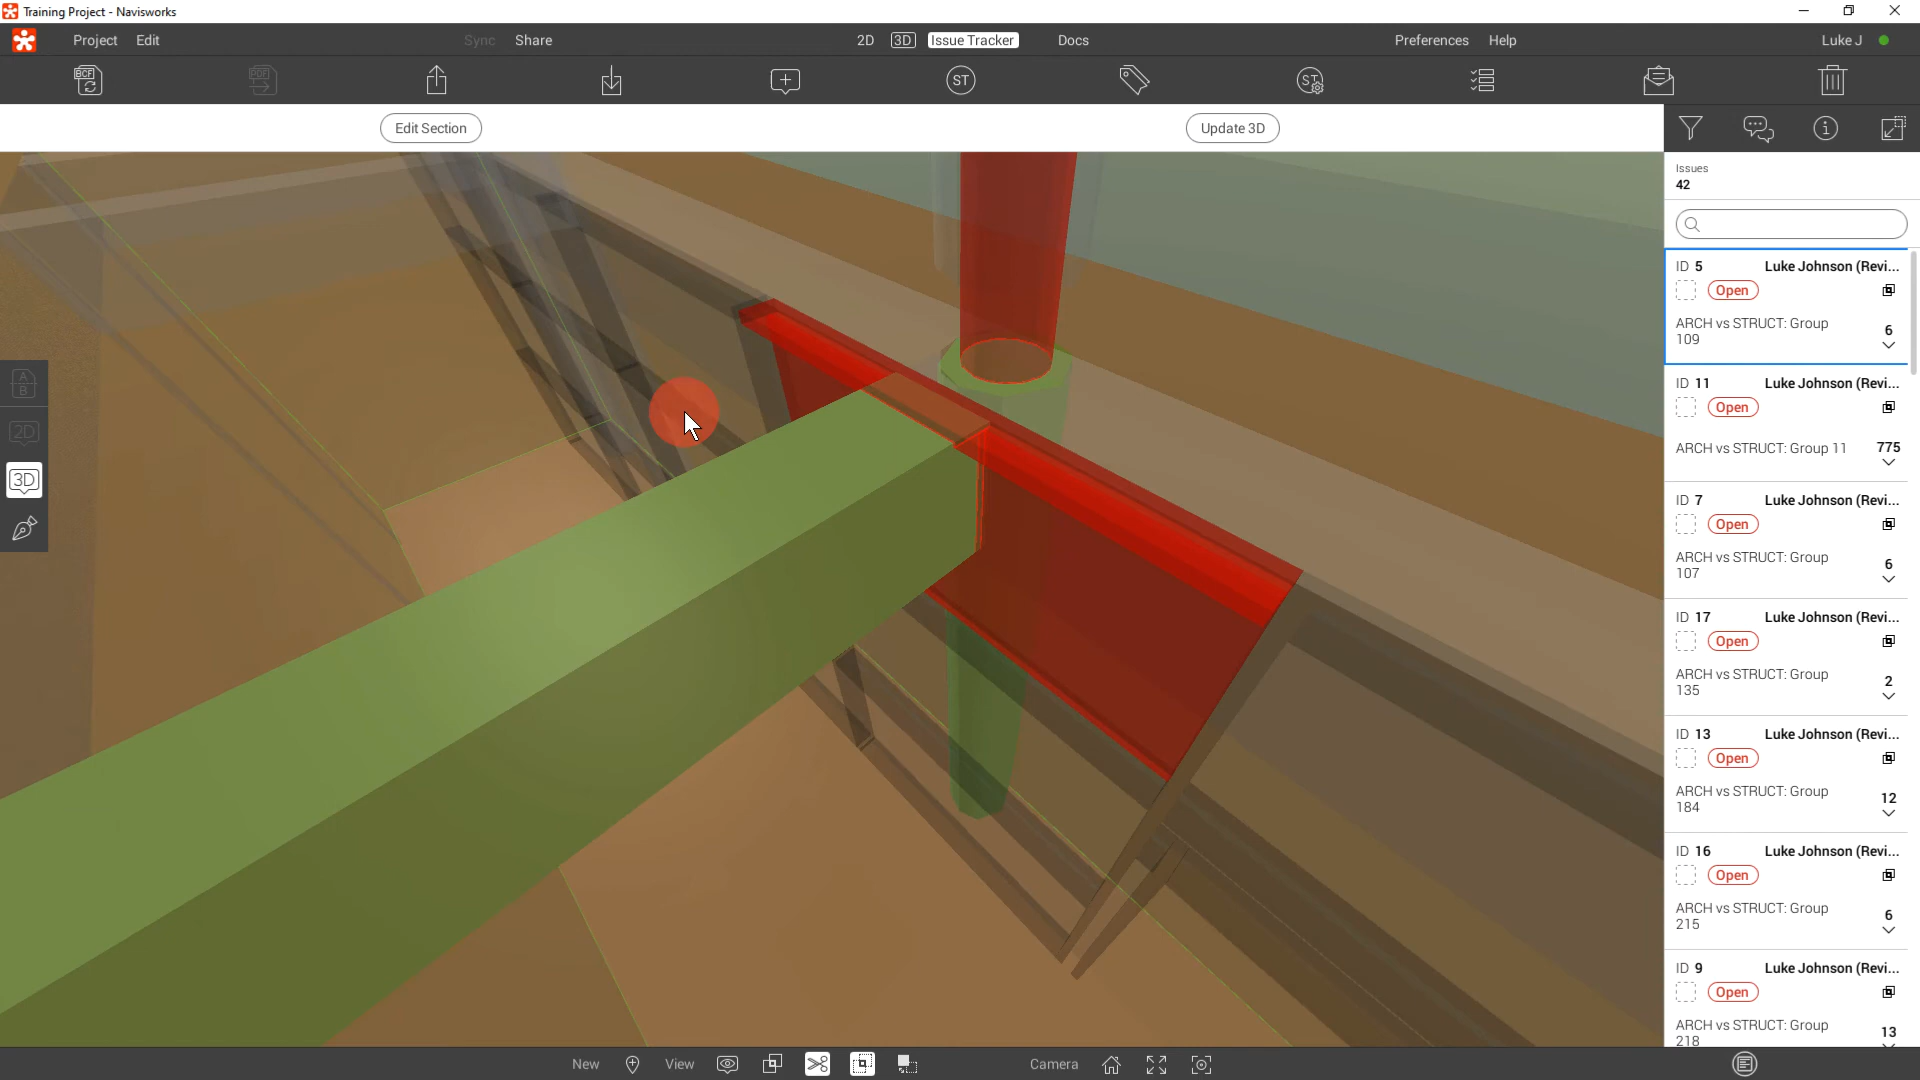 Training Project - Navisworks
Project Edit Sync Share 2D 3D Issue Tracker Docs Preferences Help Luke J
BCF PDF ST ST
Edit Section Update 3D
Issues
42
ID 5 Luke Johnson (Revi...
Open
ARCH vs STRUCT: Group
109 6
ID 11 Luke Johnson (Revi...
Open
ARCH vs STRUCT: Group 11 775
ID 7 Luke Johnson (Revi...
Open
ARCH vs STRUCT: Group
107 6
ID 17 Luke Johnson (Revi...
Open
ARCH vs STRUCT: Group
135 2
ID 13 Luke Johnson (Revi...
Open
ARCH vs STRUCT: Group
184 12
ID 16 Luke Johnson (Revi...
Open
ARCH vs STRUCT: Group
215 6
ID 9 Luke Johnson (Revi...
Open
ARCH vs STRUCT: Group
218 13
A
B
2D
3D
New View Camera